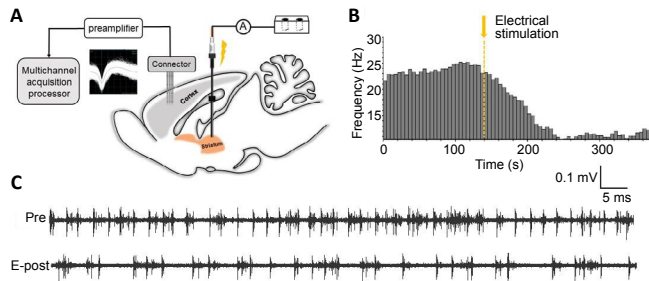 A
preamplifier
Multichannel
acquisition
processor
Connector
Cortex
Striatum
A
B
Electrical
stimulation
Frequency (Hz)
30
25
20
15
0
100
200
300
Time (s)
0.1 mV
5 ms
C
Pre
E-post